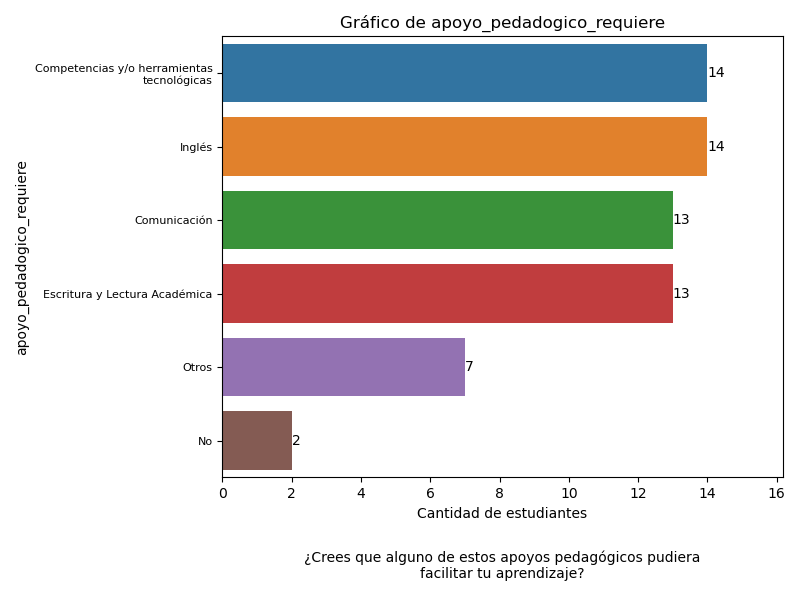 Gráfico de apoyo_pedadogico_requiere
apoyo_pedadogico_requiere
Competencias y/o herramientas
tecnológicas
14
Inglés
14
Comunicación
13
Escritura y Lectura Académica
13
Otros
7
No
2
0 2 4 6 8 10 12 14 16
Cantidad de estudiantes
¿Crees que alguno de estos apoyos pedagógicos pudiera
facilitar tu aprendizaje?